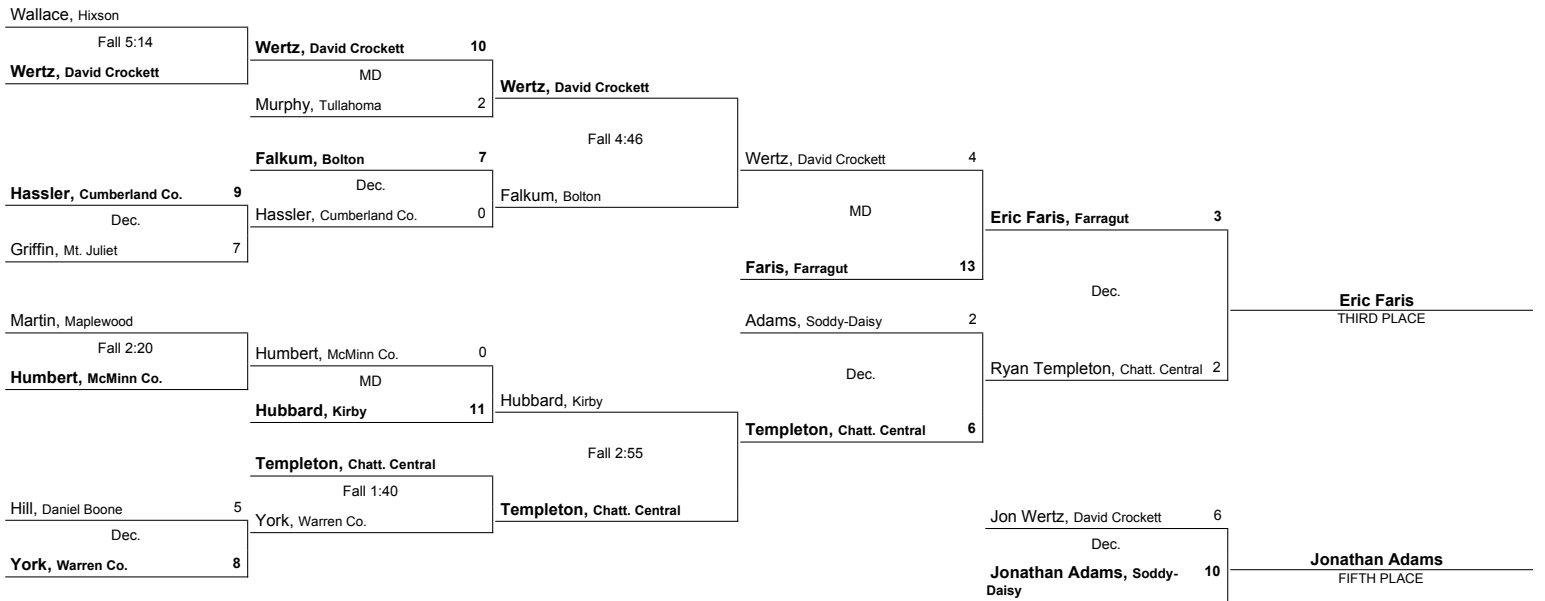 Wallace, Hixson
Fall 5:14
Wertz, David Crockett
Wertz, David Crockett 10
MD
Murphy, Tullahoma 2
Wertz, David Crockett
Fall 4:46
Falkum, Bolton
Falkum, Bolton 7
Dec.
Hassler, Cumberland Co. 0
Hassler, Cumberland Co. 9
Dec.
Griffin, Mt. Juliet 7
Wertz, David Crockett 4
MD
Faris, Farragut 13
Eric Faris, Farragut 3
Dec.
Ryan Templeton, Chatt. Central 2
Eric Faris
THIRD PLACE
Martin, Maplewood
Fall 2:20
Humbert, McMinn Co.
Humbert, McMinn Co. 0
MD
Hubbard, Kirby 11
Hubbard, Kirby
Fall 2:55
Templeton, Chatt. Central
Adams, Soddy-Daisy 2
Dec.
Templeton, Chatt. Central 6
Templeton, Chatt. Central
Fall 1:40
York, Warren Co.
Hill, Daniel Boone 5
Dec.
York, Warren Co. 8
Jon Wertz, David Crockett 6
Dec.
Jonathan Adams, Soddy- 10
Daisy
Jonathan Adams
FIFTH PLACE